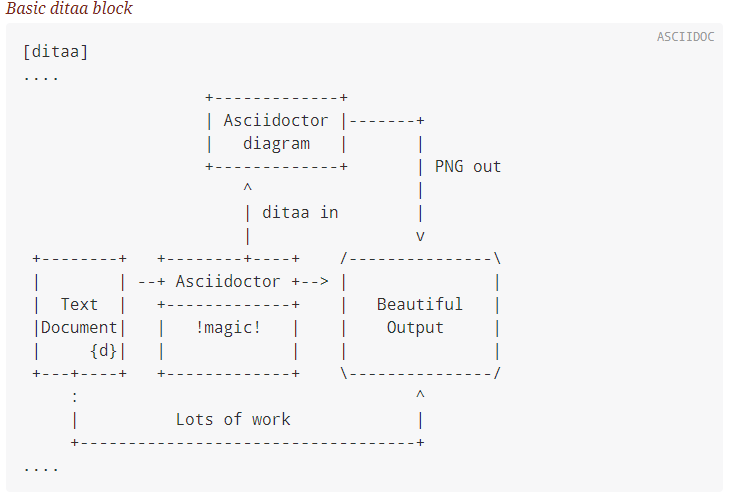 Basic ditaa block
ASCIIDOC
[ditaa]
....
                   +-------------+
                   | Asciidoctor |-------+
                   |   diagram   |       |
                   +-------------+       | PNG out
                       ^                 |
                       | ditaa in        |
                       |                 v
 +--------+   +--------+----+    /---------------\
 |        | --+ Asciidoctor +--> |               |
 |  Text  |   +-------------+    |   Beautiful   |
 |Document|   |   !magic!   |    |    Output     |
 |     {d}|   |             |    |               |
 +---+----+   +-------------+    \---------------/
     :                                   ^
     |          Lots of work             |
     +-----------------------------------+
....